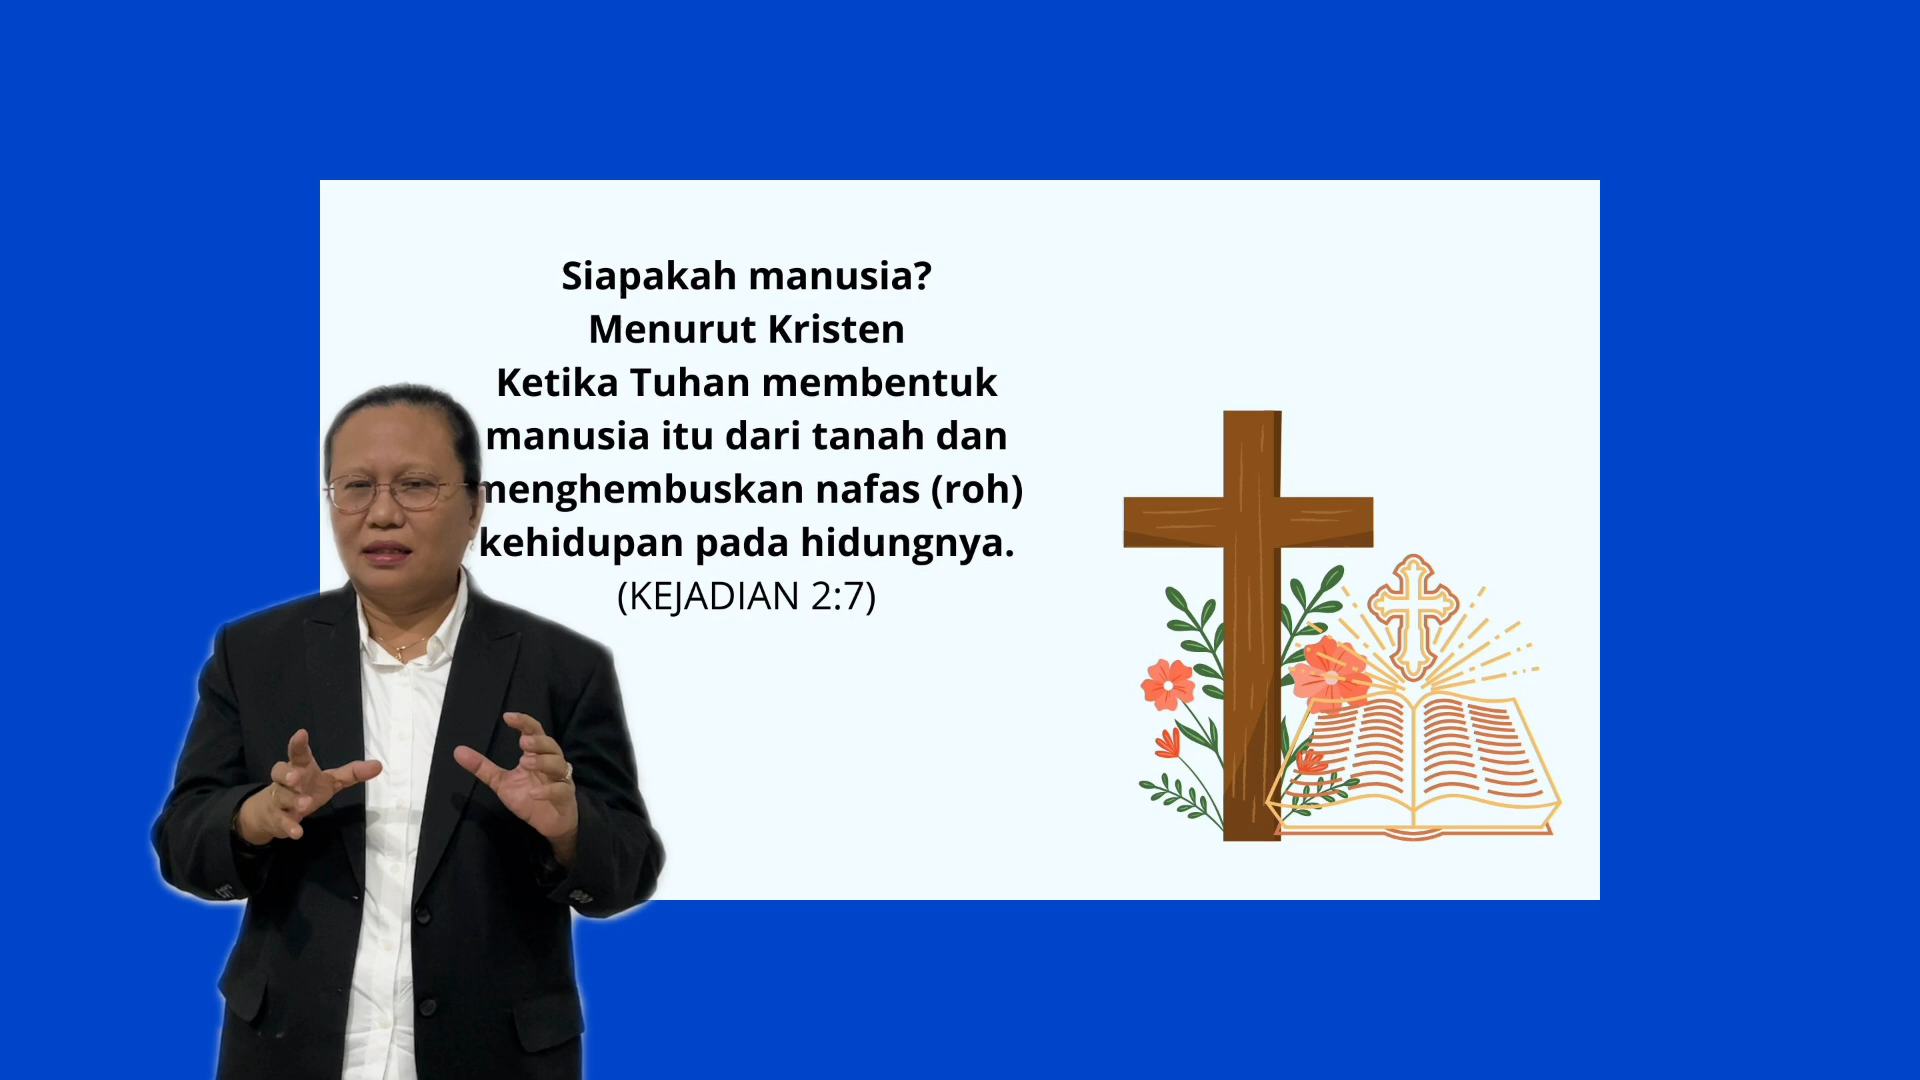 Siapakah manusia?
Menurut Kristen
Ketika Tuhan membentuk
manusia itu dari tanah dan
menghembuskan nafas (roh)
kehidupan pada hidungnya.
(KEJADIAN 2:7)